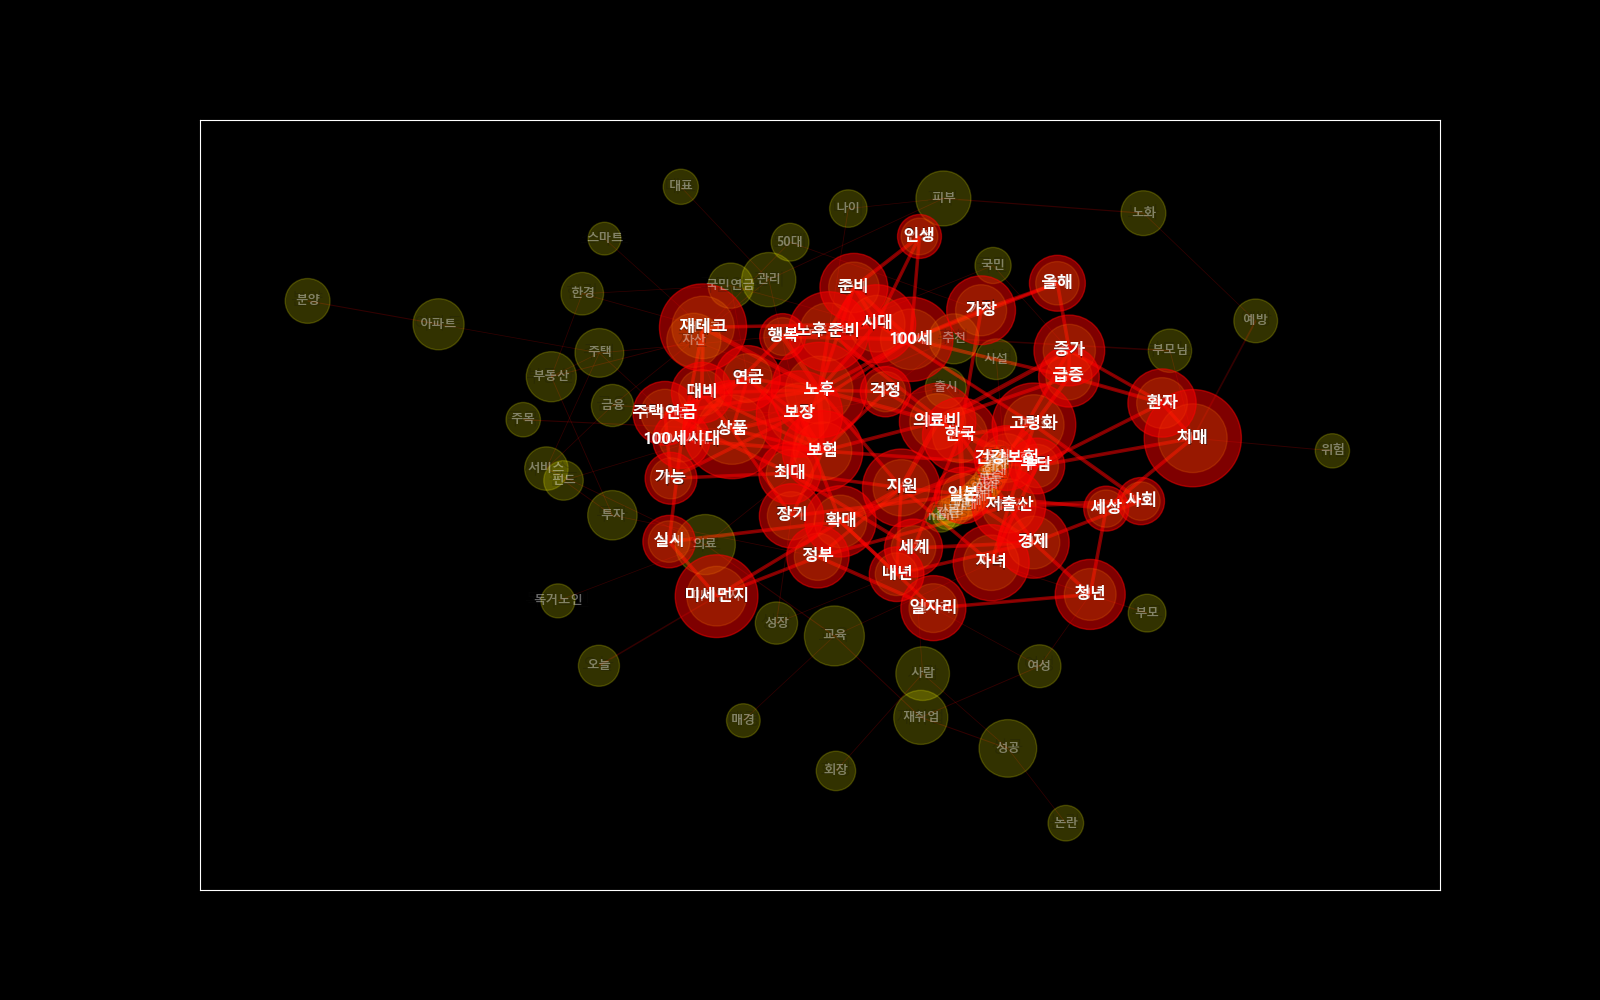 대표
나이
피부
노화
스마트
50대
인생
국민
국민연금
관리
올해
한경
준비
분양
가장
예방
아파트
재테크
행복
노후준비
시대
100세
추천
자산
증가
부모님
주택
사설
부동산
연금
급증
대비
노후
걱정
출시
환자
금융
주택연금
보장
주목
상품
의료비
한국
고령화
치매
100세시대
보험
위험
건강보험
부담
서비스
펀드
가능
최대
지원
일본
저출산
세상
사회
투자
장기
확대
실시
의료
정부
세계
경제
자녀
내년
미세먼지
독거노인
일자리
청년
부모
성장
교육
오늘
사람
여성
매경
재취업
성공
회장
논란